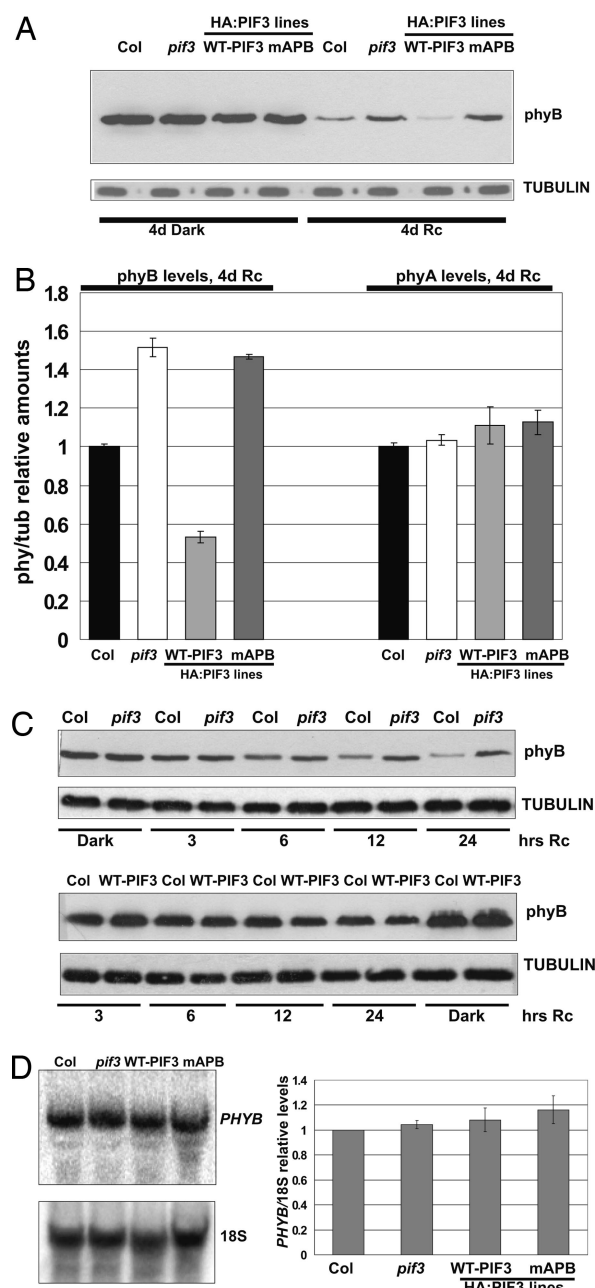 A
HA:PIF3 lines HA:PIF3 lines
Col pif3 WT-PIF3 mAPB Col pif3 WT-PIF3 mAPB
phyB
TUBULIN
4d Dark 4d Rc
B
phyB levels, 4d Rc phyA levels, 4d Rc
phy/tub relative amounts
1.8
1.6
1.4
1.2
1
0.8
0.6
0.4
0.2
0
Col pif3 WT-PIF3 mAPB Col pif3 WT-PIF3 mAPB
HA:PIF3 lines HA:PIF3 lines
C
Col pif3 Col pif3 Col pif3 Col pif3 Col pif3
phyB
TUBULIN
Dark 3 6 12 24 hrs Rc
Col WT-PIF3 Col WT-PIF3 Col WT-PIF3 Col WT-PIF3 Col WT-PIF3
phyB
TUBULIN
3 6 12 24 Dark hrs Rc
D
Col pif3 WT-PIF3 mAPB
PHYB
18S
PHYB/18S relative levels
1.4
1.2
1
0.8
0.6
0.4
0.2
0
Col pif3 WT-PIF3 mAPB
HA:PIF3 lines